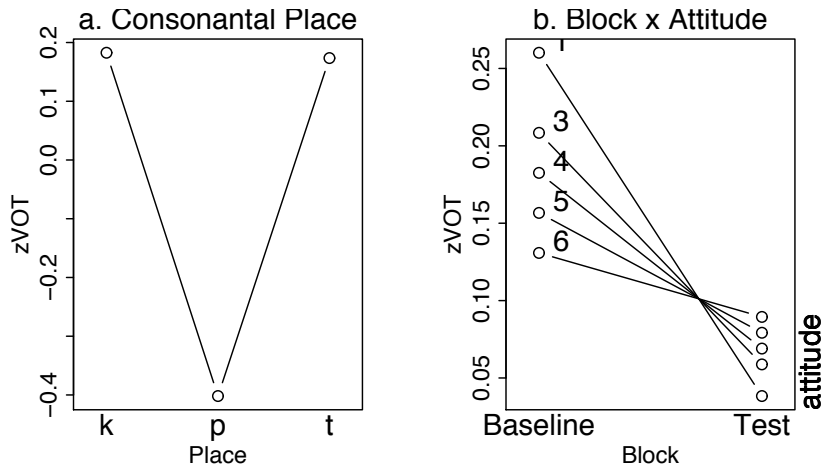 a. Consonantal Place
zVOT
0.2
0.1
0.0
−0.2
−0.4
k p t
Place
b. Block x Attitude
zVOT
0.25
0.20
0.15
0.10
0.05
3
4
5
6
Baseline Test
Block
attitude